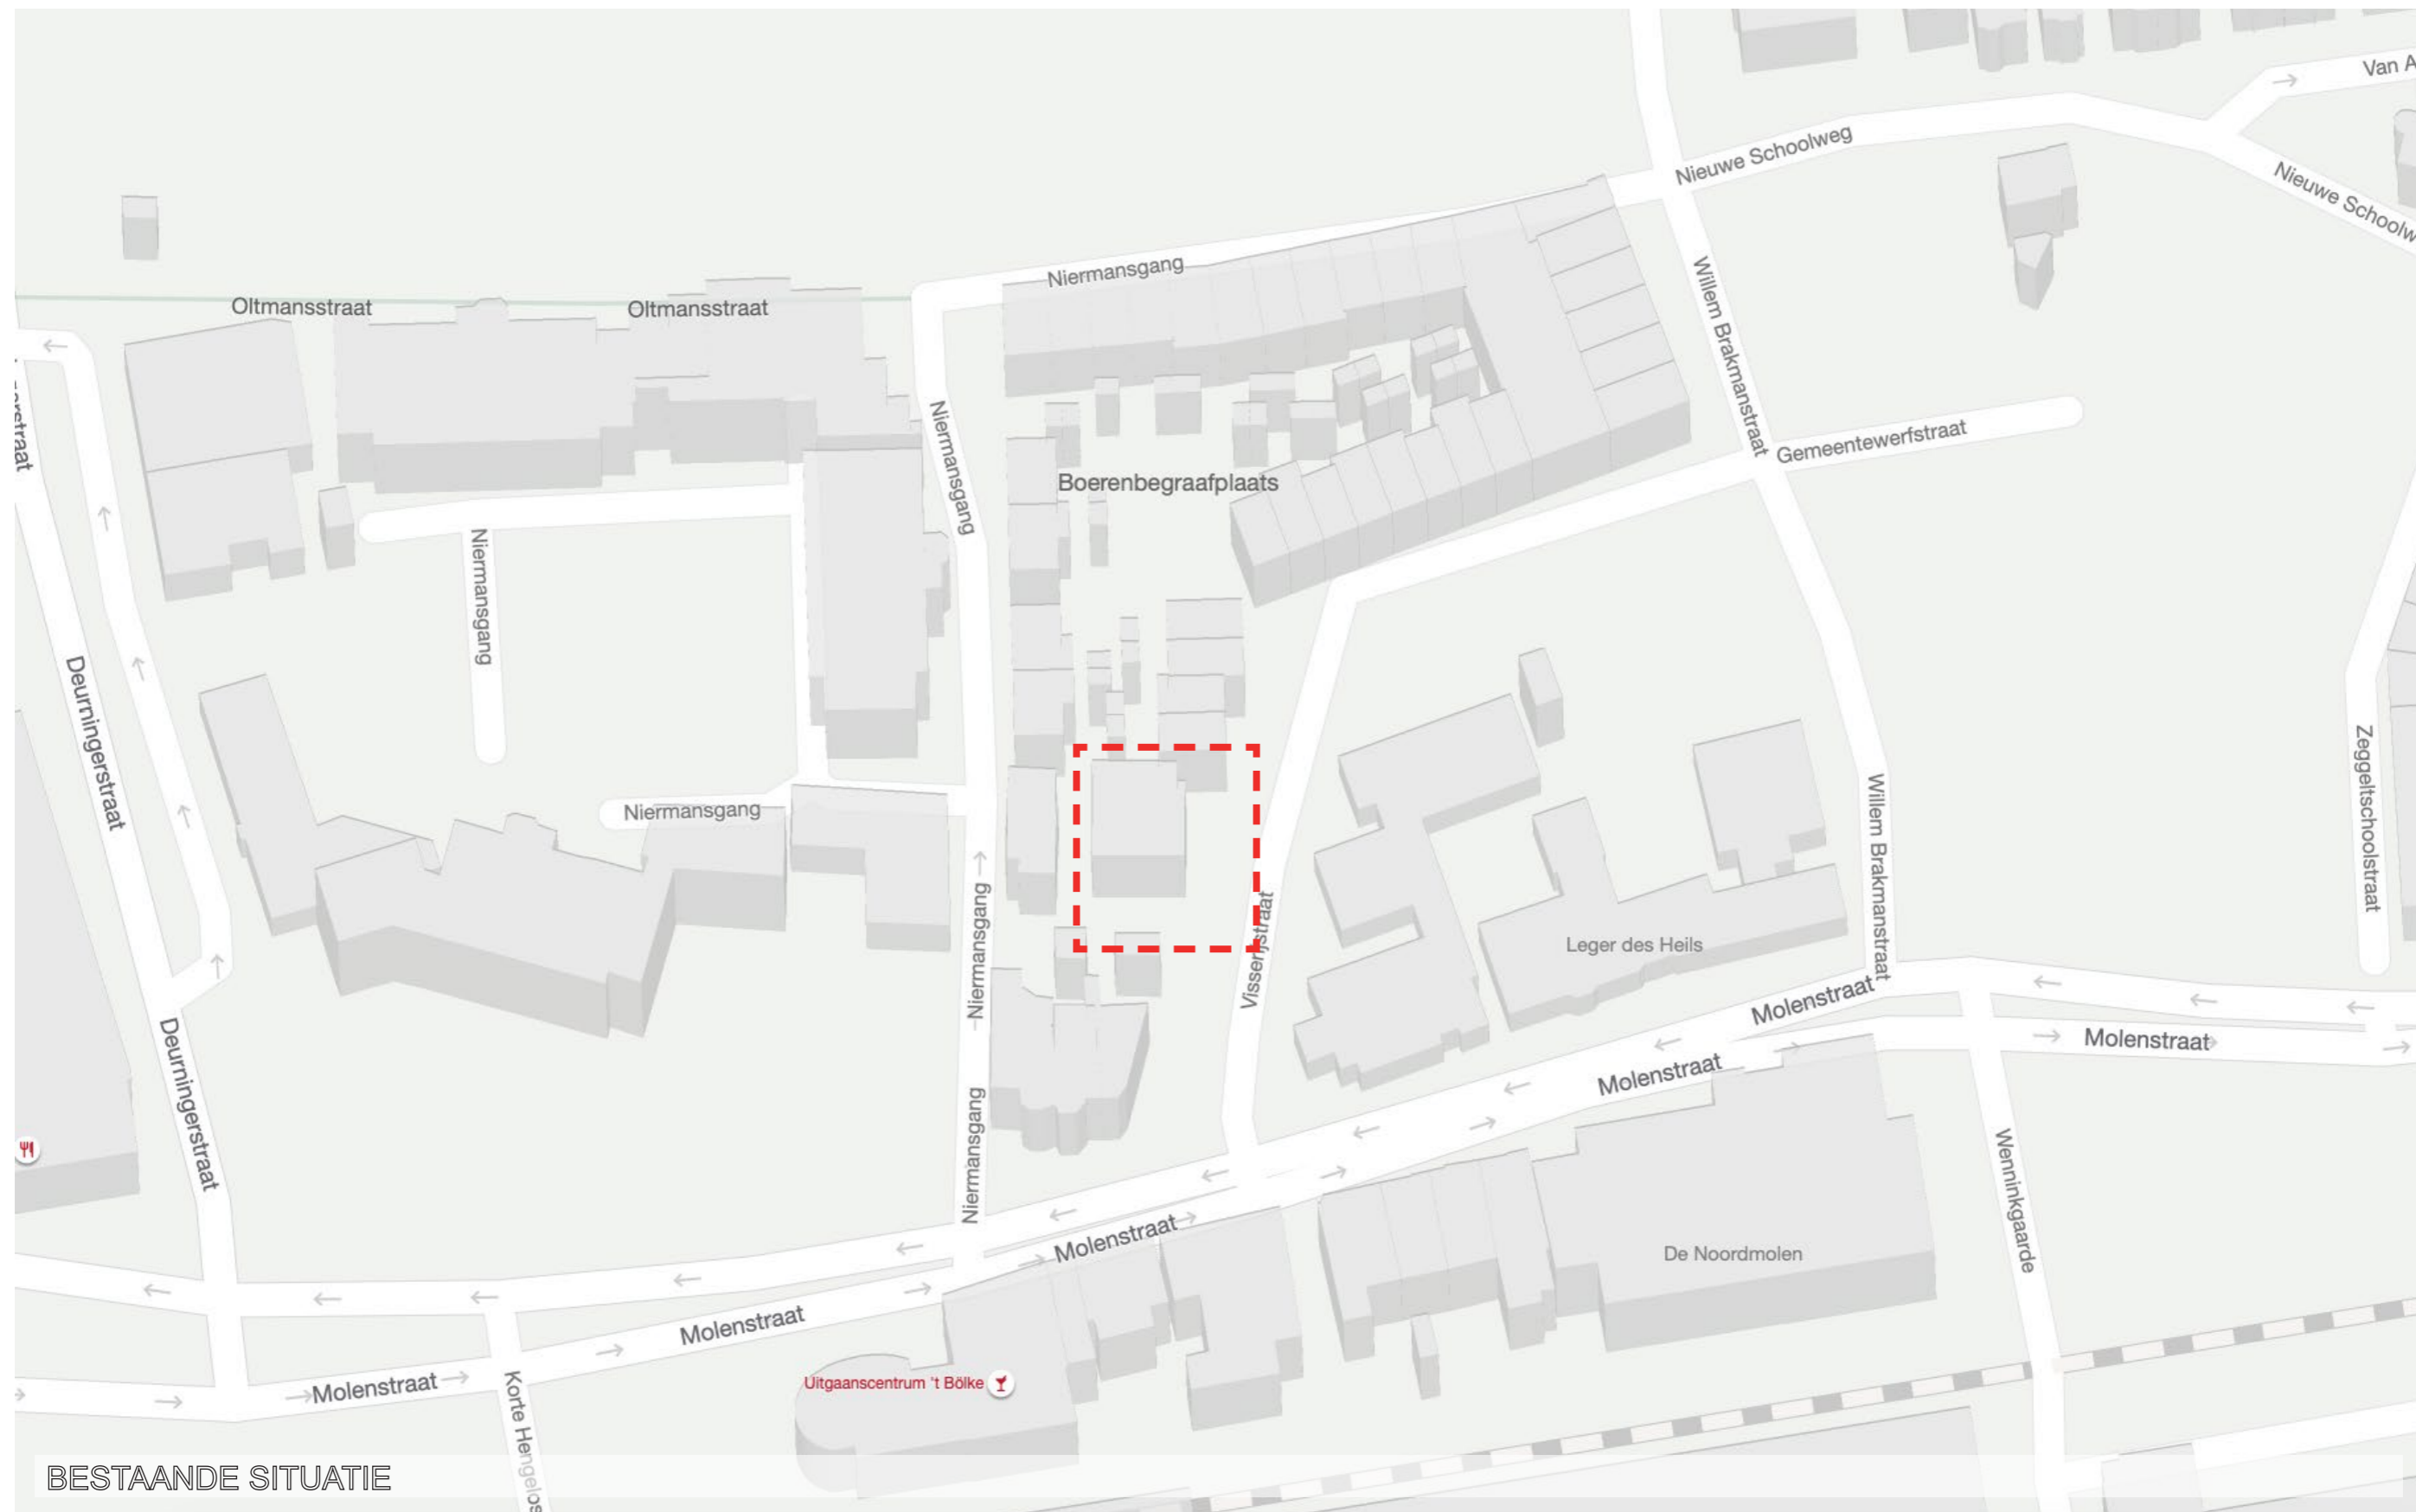 Van A
Nieuwe Schoolweg
Nieuwe Schoolw
Niermansgang
Oltmansstraat
Oltmansstraat
Willem Brakmanstraat
Niermansgang
Gemeentewerfstraat
Boerenbegraafplaats
Niermansgang
Deurningerstraat
Zeggeltschoolstraat
Niermansgang
Willem Brakmanstraat
Niermansgang
Visserijstraat
Leger des Heils
Molenstraat
Molenstraat
Molenstraat
Deurningerstraat
Niermansgang
Wenninkgaarde
Molenstraat
De Noordmolen
Molenstraat
Molenstraat
Uitgaanscentrum 't Bölke
Korte Hengelos
BESTAANDE SITUATIE